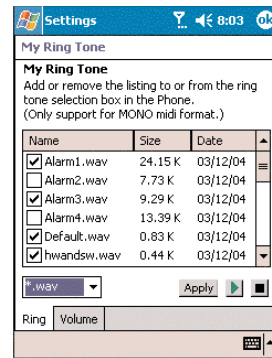 Settings 8:03 ok
My Ring Tone
My Ring Tone
Add or remove the
listing to or from the ring
tone selection box in the Phone.
(Only support for MONO midi format.)
Name Size Date
Alarm1.wav 24.15 K 03/12/04
Alarm2.wav 7.73 K 03/12/04
Alarm3.wav 9.29 K 03/12/04
Alarm4.wav 13.39 K 03/12/04
Default.wav 0.83 K 03/12/04
hwandsw.wav 0.44 K 03/12/04
*.wav Apply
Ring Volume